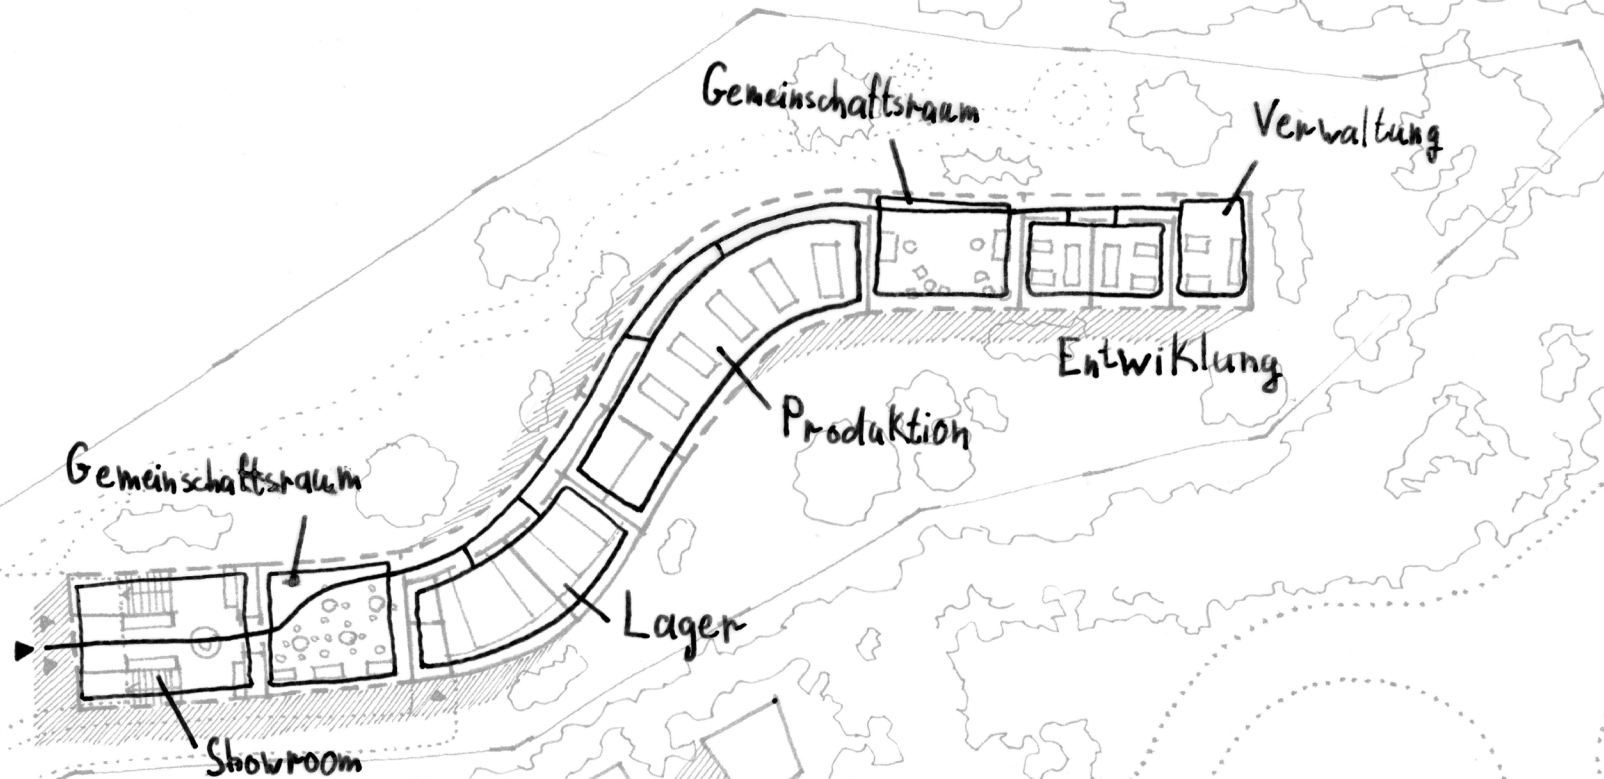 Gemeinschaftsraum
Verwaltung
Entwiklung
Produktion
Gemeinschaftsraum
Lager
Showroom